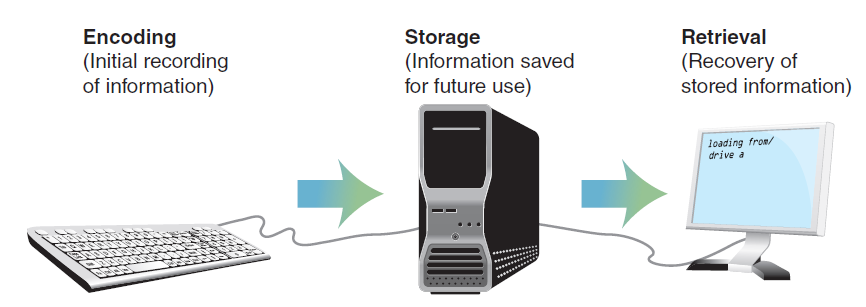 Encoding
(Initial recording
of information)
Storage
(Information saved
for future use)
Retrieval
(Recovery of
stored information)
loading from/
drive a